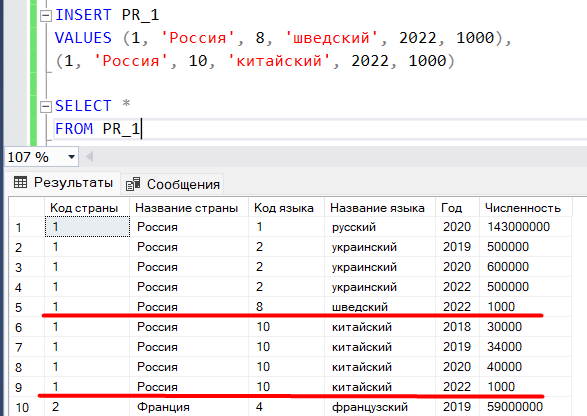 INSERT PR_1
VALUES (1, 'Россия', 8, 'шведский', 2022, 1000),
(1, 'Россия', 10, 'китайский', 2022, 1000)
SELECT *
FROM PR_1
107 %
Результаты Сообщения
Код страны Название страны Код языка Название языка Год Численность
1 1 Россия 1 русский 2020 143000000
2 1 Россия 2 украинский 2019 500000
3 1 Россия 2 украинский 2020 600000
4 1 Россия 2 украинский 2022 500000
5 1 Россия 8 шведский 2022 1000
6 1 Россия 10 китайский 2018 30000
7 1 Россия 10 китайский 2019 34000
8 1 Россия 10 китайский 2020 40000
9 1 Россия 10 китайский 2022 1000
10 2 Франция 4 французский 2019 59000000